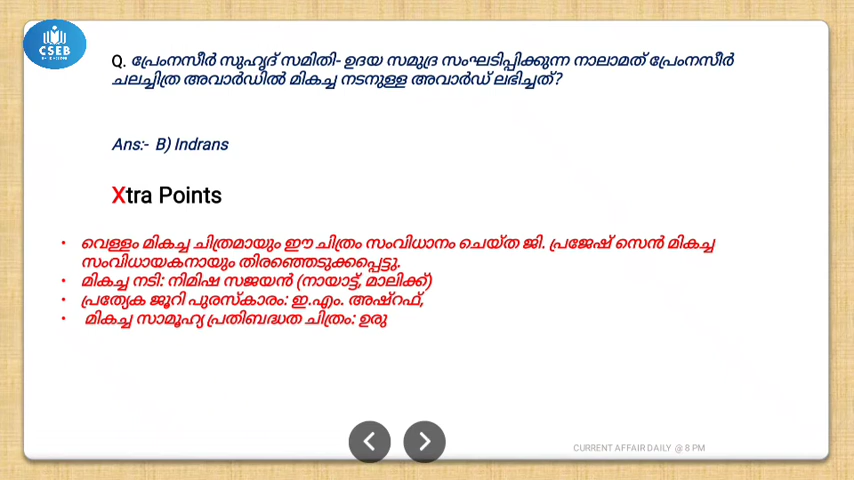 CSEB
Q. പ്രേംനസീർ സുഹൃദ് സമിതി- ഉദയ സമുദ്ര സംഘടിപ്പിക്കുന്ന നാലാമത് പ്രേംനസീർ
ചലച്ചിത്ര അവാർഡിൽ മികച്ച നടനുള്ള അവാർഡ് ലഭിച്ചത്?
Ans:- B) Indrans
Xtra Points
• വെള്ളം മികച്ച ചിത്രമായും ഈ ചിത്രം സംവിധാനം ചെയ്ത ജി. പ്രജേഷ് സെൻ മികച്ച
സംവിധായകനായും തിരഞ്ഞെടുക്കപ്പെട്ടു.
• മികച്ച നടി: നിമിഷ സജയൻ (നായാട്ട്, മാലിക്ക്)
• പ്രത്യേക ജൂറി പുരസ്കാരം: ഇ.എം. അഷ്റഫ്,
• മികച്ച സാമൂഹ്യ പ്രതിബദ്ധത ചിത്രം: ഉരു
CURRENT AFFAIR DAILY @ 8 PM